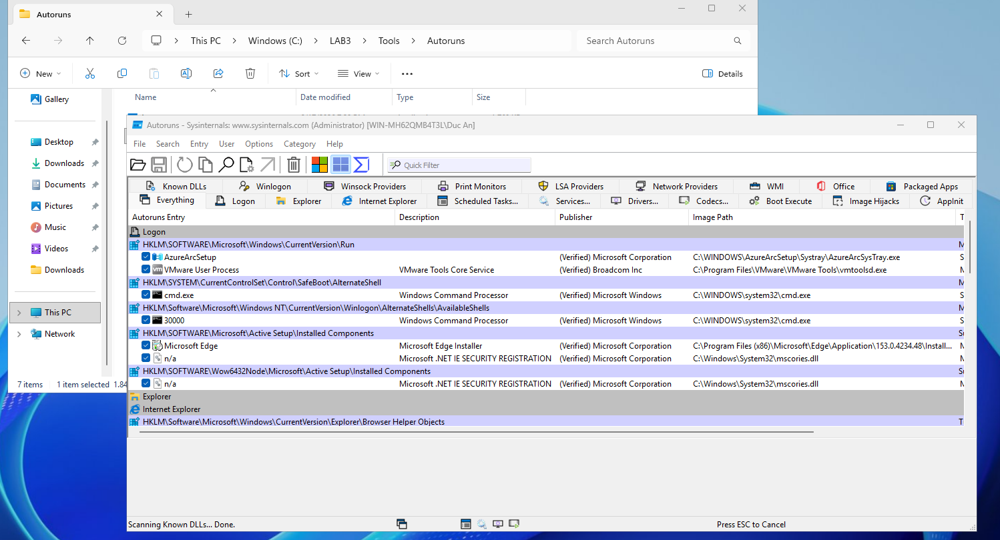 Autoruns
This PC > Windows (C:) > LAB3 > Tools > Autoruns
Search Autoruns
New
Sort
View
Details
Gallery
Name
Date modified
Type
Size
Desktop
Downloads
Documents
Pictures
Music
Videos
Downloads
This PC
Network
7 items
1 item selected 1.84
Autoruns - Sysinternals: www.sysinternals.com (Administrator) [WIN-MH62QMB4T3L\Duc An]
File Search Entry User Options Category Help
Quick Filter
Known DLLs Winlogon Winsock Providers Print Monitors LSA Providers Network Providers WMI Office Packaged Apps
Everything Logon Explorer Internet Explorer Scheduled Tasks... Services... Drivers... Codecs... Boot Execute Image Hijacks AppInit
Autoruns Entry Description Publisher Image Path T
Logon
HKLM\SOFTWARE\Microsoft\Windows\CurrentVersion\Run M
AzureArcSetup (Verified) Microsoft Corporation C:\WINDOWS\AzureArcSetup\Systray\AzureArcSysTray.exe S
vm VMware User Process VMware Tools Core Service (Verified) Broadcom Inc C:\Program Files\VMware\VMware Tools\vmtoolsd.exe M
HKLM\SYSTEM\CurrentControlSet\Control\SafeBoot\AlternateShell M
cmd.exe Windows Command Processor (Verified) Microsoft Windows C:\WINDOWS\system32\cmd.exe S
HKLM\Software\Microsoft\Windows NT\CurrentVersion\Winlogon\AlternateShells\AvailableShells M
30000 Windows Command Processor (Verified) Microsoft Windows C:\WINDOWS\system32\cmd.exe S
HKLM\SOFTWARE\Microsoft\Active Setup\Installed Components Su
Microsoft Edge Microsoft Edge Installer (Verified) Microsoft Corporation C:\Program Files (x86)\Microsoft\Edge\Application\153.0.4234.48\Install... M
n/a Microsoft .NET IE SECURITY REGISTRATION (Verified) Microsoft Corporation C:\Windows\System32\mscories.dll M
HKLM\SOFTWARE\Wow6432Node\Microsoft\Active Setup\Installed Components Su
n/a Microsoft .NET IE SECURITY REGISTRATION (Verified) Microsoft Corporation C:\Windows\System32\mscories.dll M
Explorer
Internet Explorer
HKLM\Software\Microsoft\Windows\CurrentVersion\Explorer\Browser Helper Objects T
Scanning Known DLLs... Done.
Press ESC to Cancel